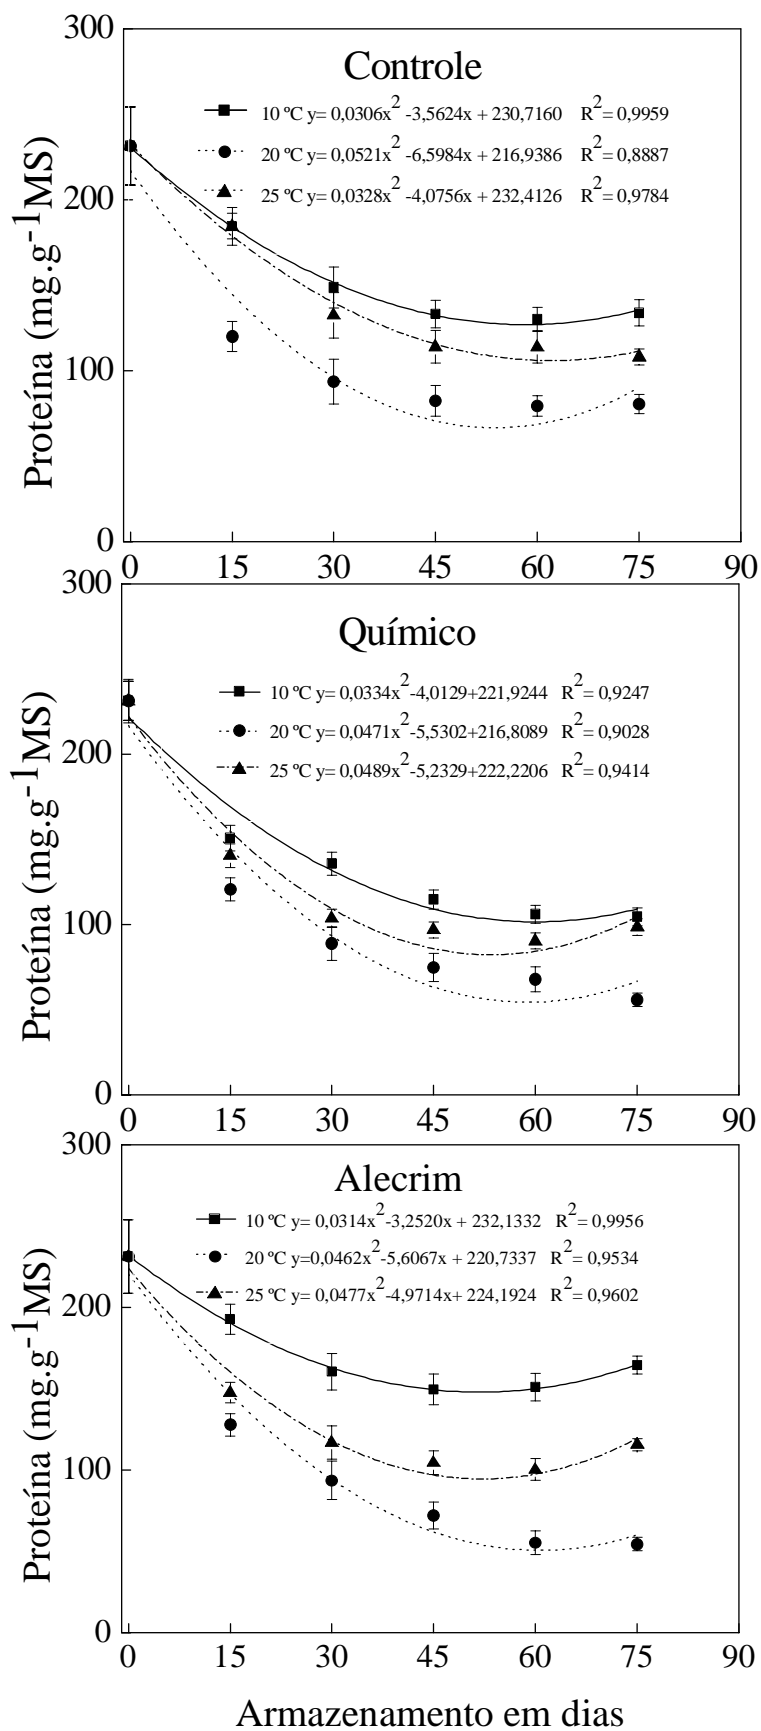 300
Controle
10 ºC y= 0,0306x² -3,5624x + 230,7160 R²= 0,9959
20 ºC y= 0,0521x² -6,5984x + 216,9386 R²= 0,8887
25 ºC y= 0,0328x² -4,0756x + 232,4126 R²= 0,9784
200
100
0
Proteína (mg.g⁻¹MS)
0 15 30 45 60 75 90
300
Químico
10 ºC y= 0,0334x²-4,0129+221,9244 R²= 0,9247
20 ºC y= 0,0471x²-5,5302+216,8089 R²= 0,9028
25 ºC y= 0,0489x²-5,2329+222,2206 R²= 0,9414
200
100
0
Proteína (mg.g⁻¹MS)
0 15 30 45 60 75 90
300
Alecrim
10 ºC y= 0,0314x²-3,2520x + 232,1332 R²= 0,9956
20 ºC y=0,0462x²-5,6067x + 220,7337 R²= 0,9534
25 ºC y= 0,0477x²-4,9714x+ 224,1924 R²= 0,9602
200
100
0
Proteína (mg.g⁻¹MS)
0 15 30 45 60 75 90
Armazenamento em dias